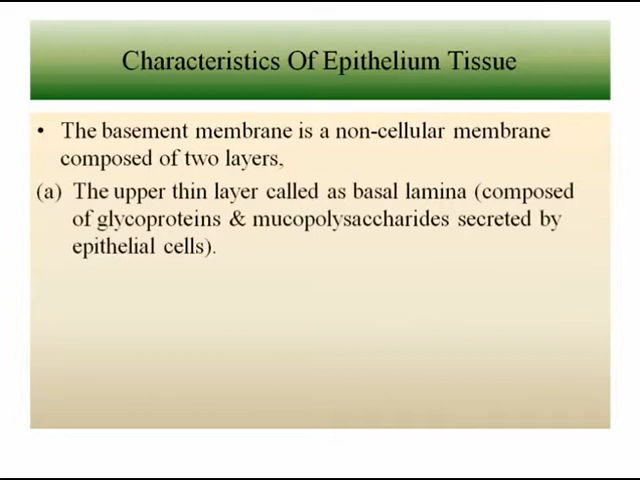 Characteristics Of Epithelium Tissue
• The basement membrane is a non-cellular membrane
composed of two layers,
(a) The upper thin layer called as basal lamina (composed
of glycoproteins & mucopolysaccharides secreted by
epithelial cells).